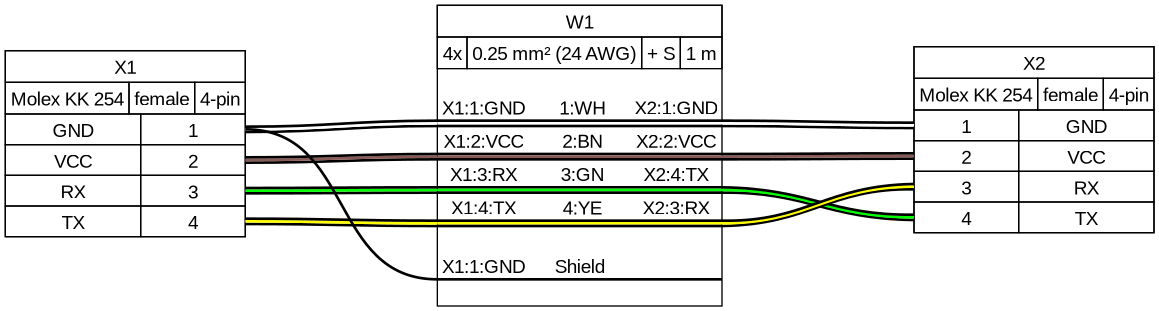 X1
Molex KK 254 female 4-pin
GND 1
VCC 2
RX 3
TX 4
W1
4x 0.25 mm² (24 AWG) + S 1 m
X1:1:GND 1:WH X2:1:GND
X1:2:VCC 2:BN X2:2:VCC
X1:3:RX 3:GN X2:4:TX
X1:4:TX 4:YE X2:3:RX
X1:1:GND Shield
X2
Molex KK 254 female 4-pin
1 GND
2 VCC
3 RX
4 TX